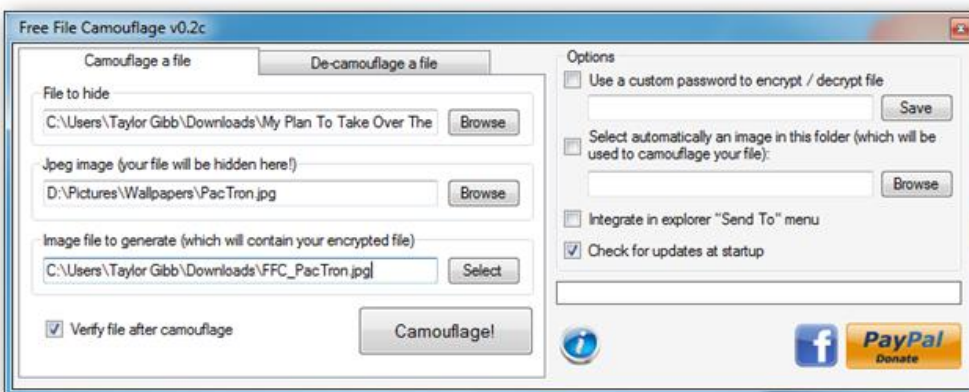 Free File Camouflage v0.2c
Camouflage a file
De-camouflage a file
File to hide
C:\Users\Taylor Gibb\Downloads\My Plan To Take Over The
Browse
Jpeg image (your file will be hidden here!)
D:\Pictures\Wallpapers\PacTron.jpg
Browse
Image file to generate (which will contain your encrypted file)
C:\Users\Taylor Gibb\Downloads\FFC_PacTron.jpg
Select
Verify file after camouflage
Camouflage!
Options
Use a custom password to encrypt / decrypt file
Save
Select automatically an image in this folder (which will be
used to camouflage your file):
Browse
Integrate in explorer "Send To" menu
Check for updates at startup
PayPal
Donate